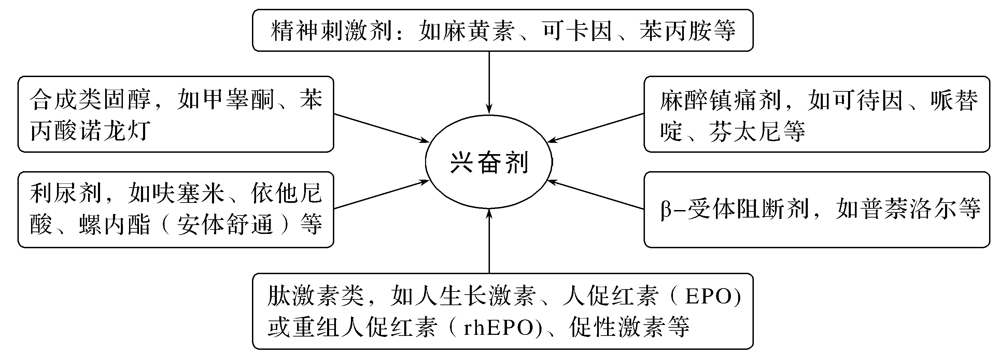 精神刺激剂：如麻黄素、可卡因、苯丙胺等
合成类固醇，如甲睾酮、苯
丙酸诺龙灯
麻醉镇痛剂，如可待因、哌替
啶、芬太尼等
兴奋剂
利尿剂，如呋塞米、依他尼
酸、螺内酯（安体舒通）等
β-受体阻断剂，如普萘洛尔等
肽激素类，如人生长激素、人促红素（EPO)
或重组人促红素（rhEPO)、促性激素等